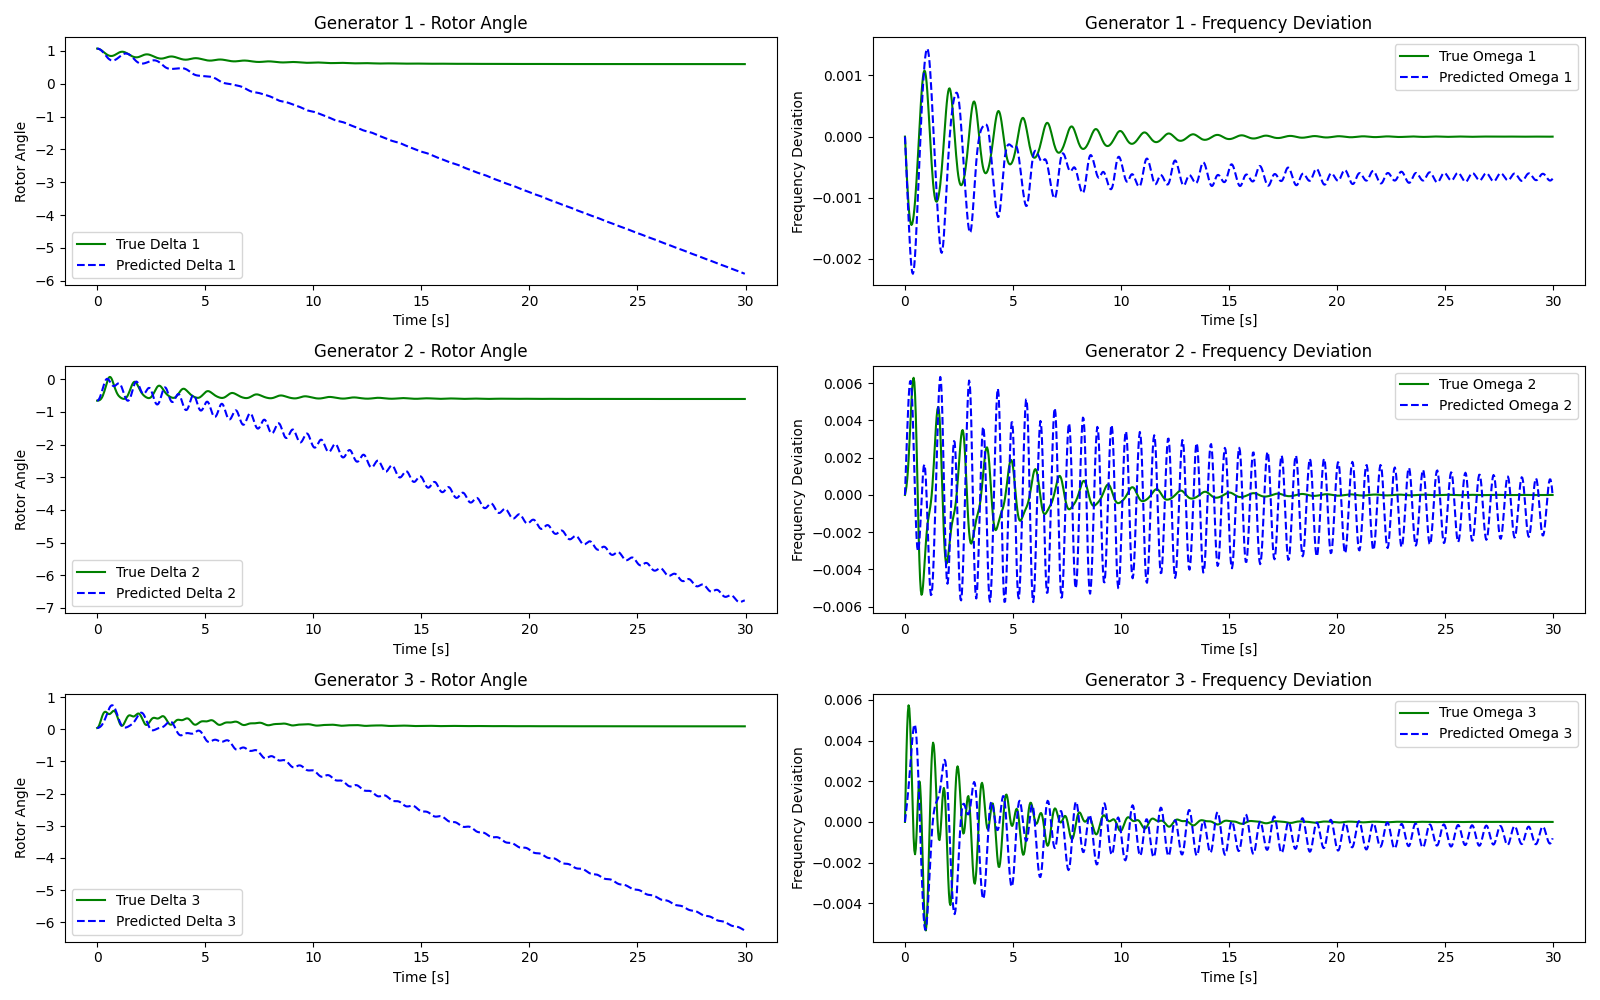 Generator 1 - Rotor Angle
Rotor Angle
1
0
−1
−2
−3
−4
−5
−6
True Delta 1
Predicted Delta 1
0 5 10 15 20 25 30
Time [s]
Generator 1 - Frequency Deviation
Frequency Deviation
0.001
0.000
−0.001
−0.002
True Omega 1
Predicted Omega 1
0 5 10 15 20 25 30
Time [s]
Generator 2 - Rotor Angle
Rotor Angle
0
−1
−2
−3
−4
−5
−6
−7
True Delta 2
Predicted Delta 2
0 5 10 15 20 25 30
Time [s]
Generator 2 - Frequency Deviation
Frequency Deviation
0.006
0.004
0.002
0.000
−0.002
−0.004
−0.006
True Omega 2
Predicted Omega 2
0 5 10 15 20 25 30
Time [s]
Generator 3 - Rotor Angle
Rotor Angle
1
0
−1
−2
−3
−4
−5
−6
True Delta 3
Predicted Delta 3
0 5 10 15 20 25 30
Time [s]
Generator 3 - Frequency Deviation
Frequency Deviation
0.006
0.004
0.002
0.000
−0.002
−0.004
True Omega 3
Predicted Omega 3
0 5 10 15 20 25 30
Time [s]